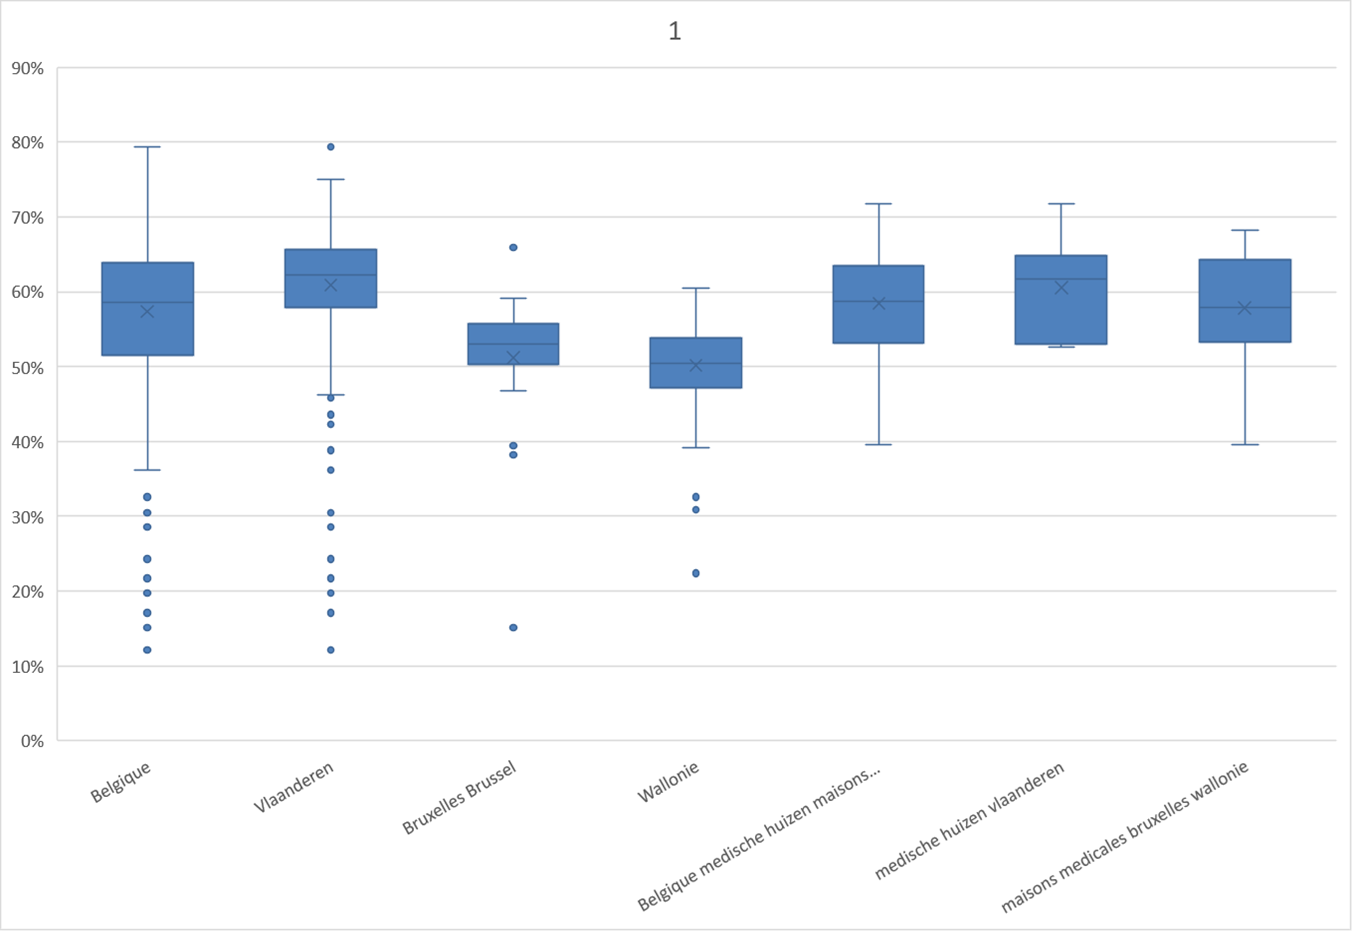 1
90%
80%
70%
60%
50%
40%
30%
20%
10%
0%
Belgique
Vlaanderen
Bruxelles Brussel
Wallonie
Belgique medische huizen maisons...
medische huizen vlaanderen
maisons medicales bruxelles wallonie